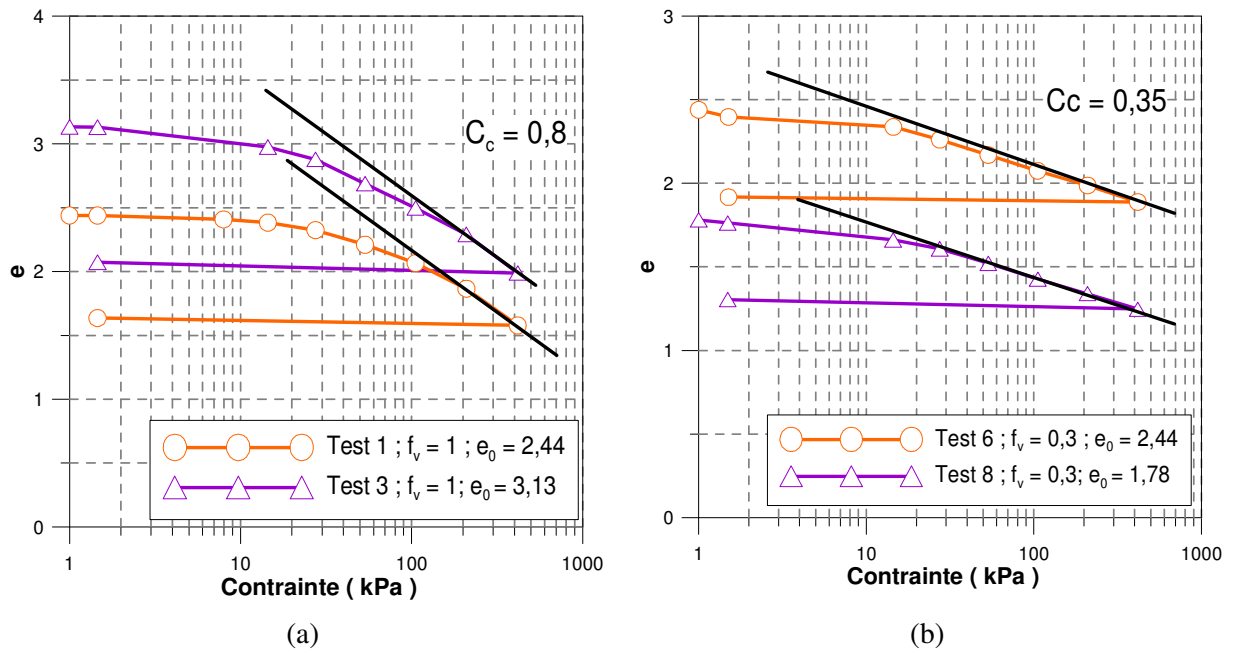 4
3
2
1
0
e
C_c = 0,8
Test 1 ; f_v = 1 ; e_0 = 2,44
Test 3 ; f_v = 1; e_0 = 3,13
1 10 100 1000
Contrainte ( kPa )
(a)
3
2
1
0
e
Cc = 0,35
Test 6 ; f_v = 0,3 ; e_0 = 2,44
Test 8 ; f_v = 0,3; e_0 = 1,78
1 10 100 1000
Contrainte ( kPa )
(b)